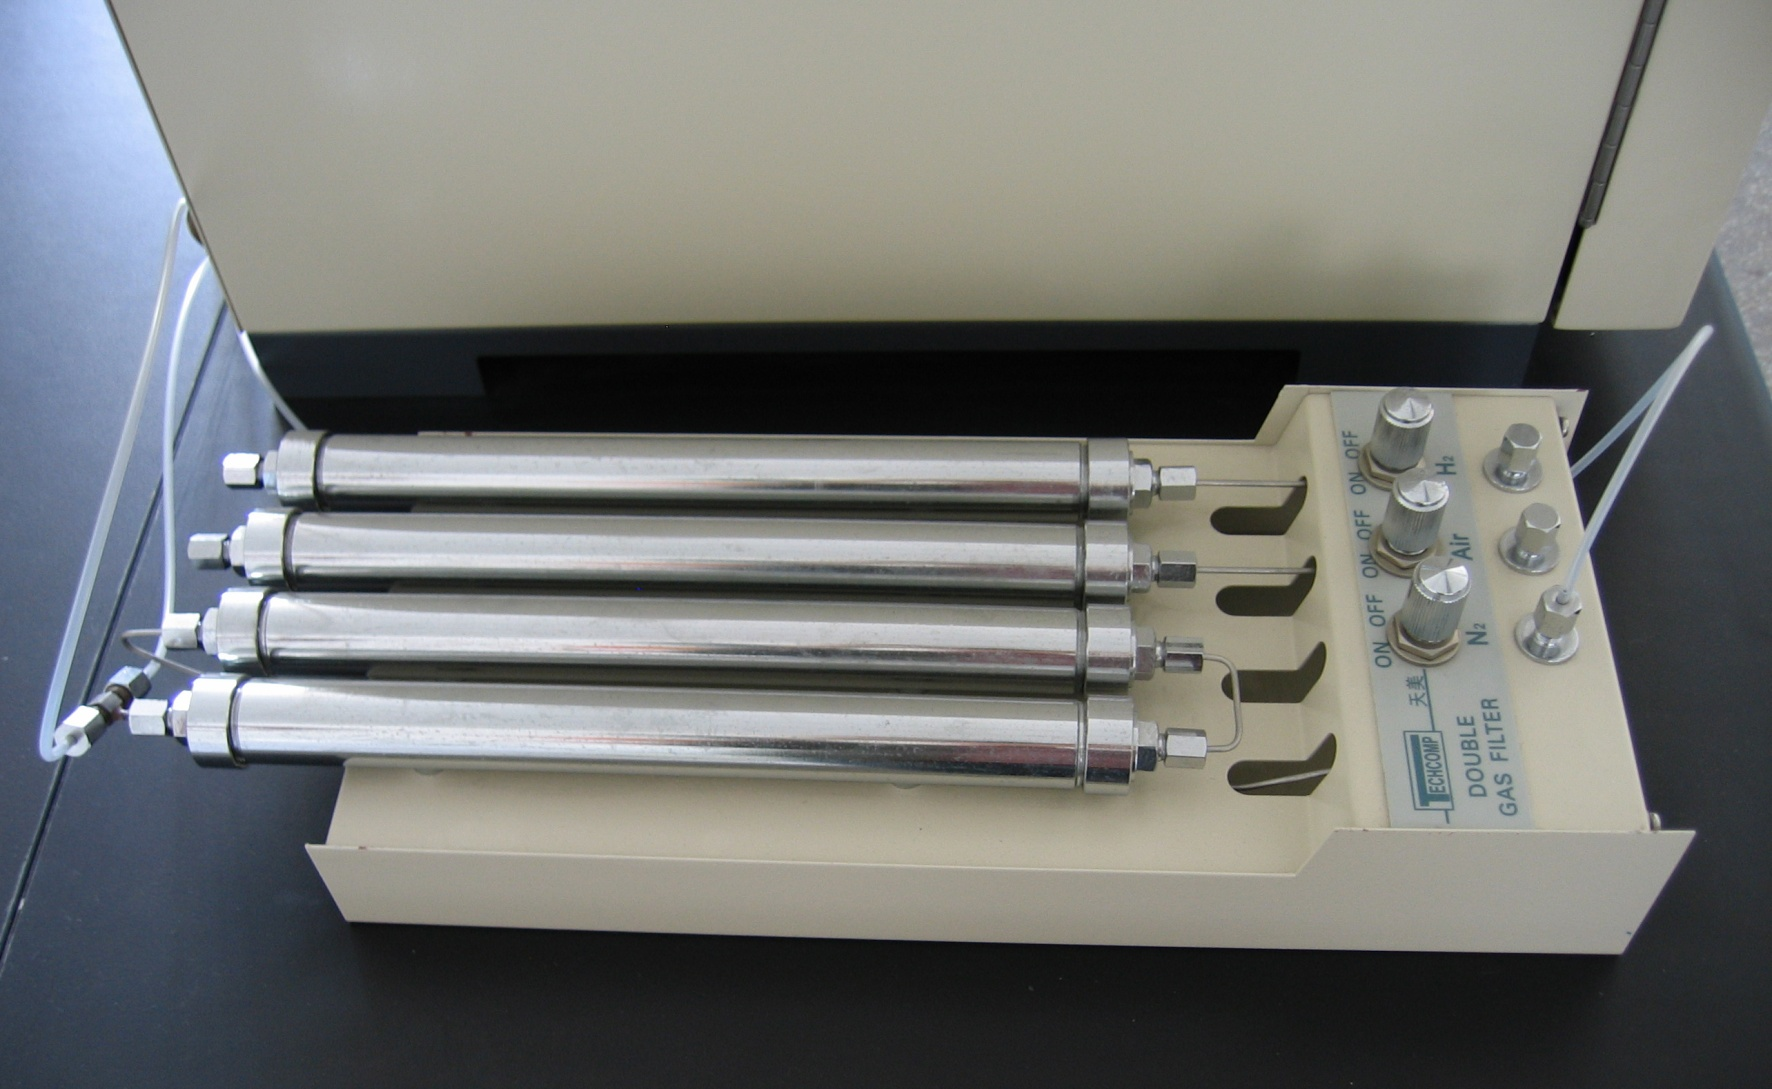 ON OFF
H₂
ON OFF
Air
ON OFF
N₂
天美
TECHCOMP
DOUBLE
GAS FILTER